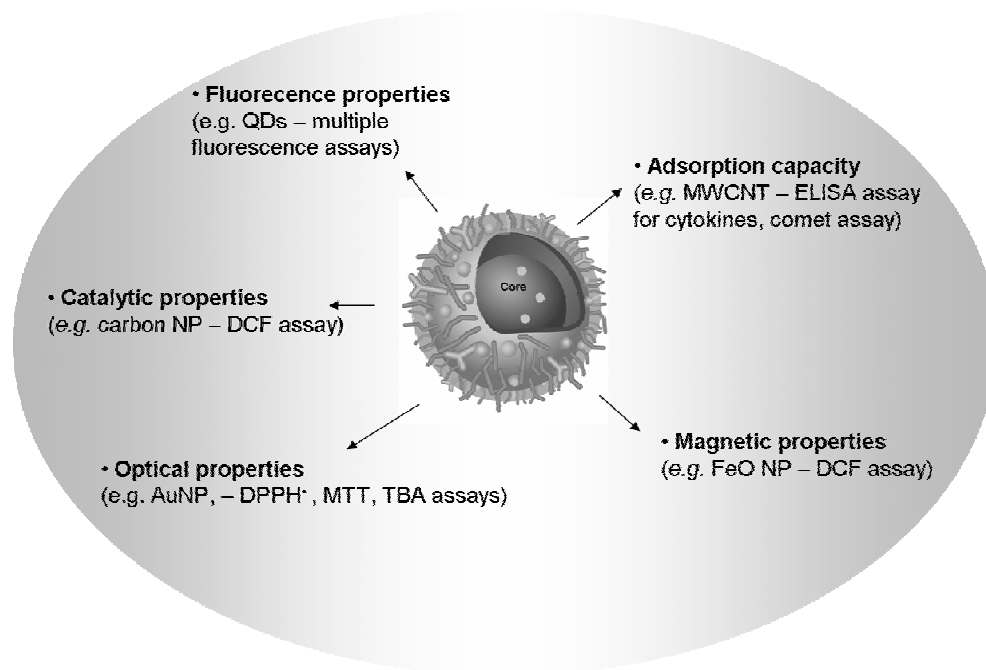 • Fluorecence properties
(e.g. QDs – multiple
fluorescence assays)
• Adsorption capacity
(e.g. MWCNT – ELISA assay
for cytokines, comet assay)
Core
• Catalytic properties
(e.g. carbon NP – DCF assay)
• Magnetic properties
(e.g. FeO NP – DCF assay)
• Optical properties
(e.g. AuNP, – DPPH• , MTT, TBA assays)